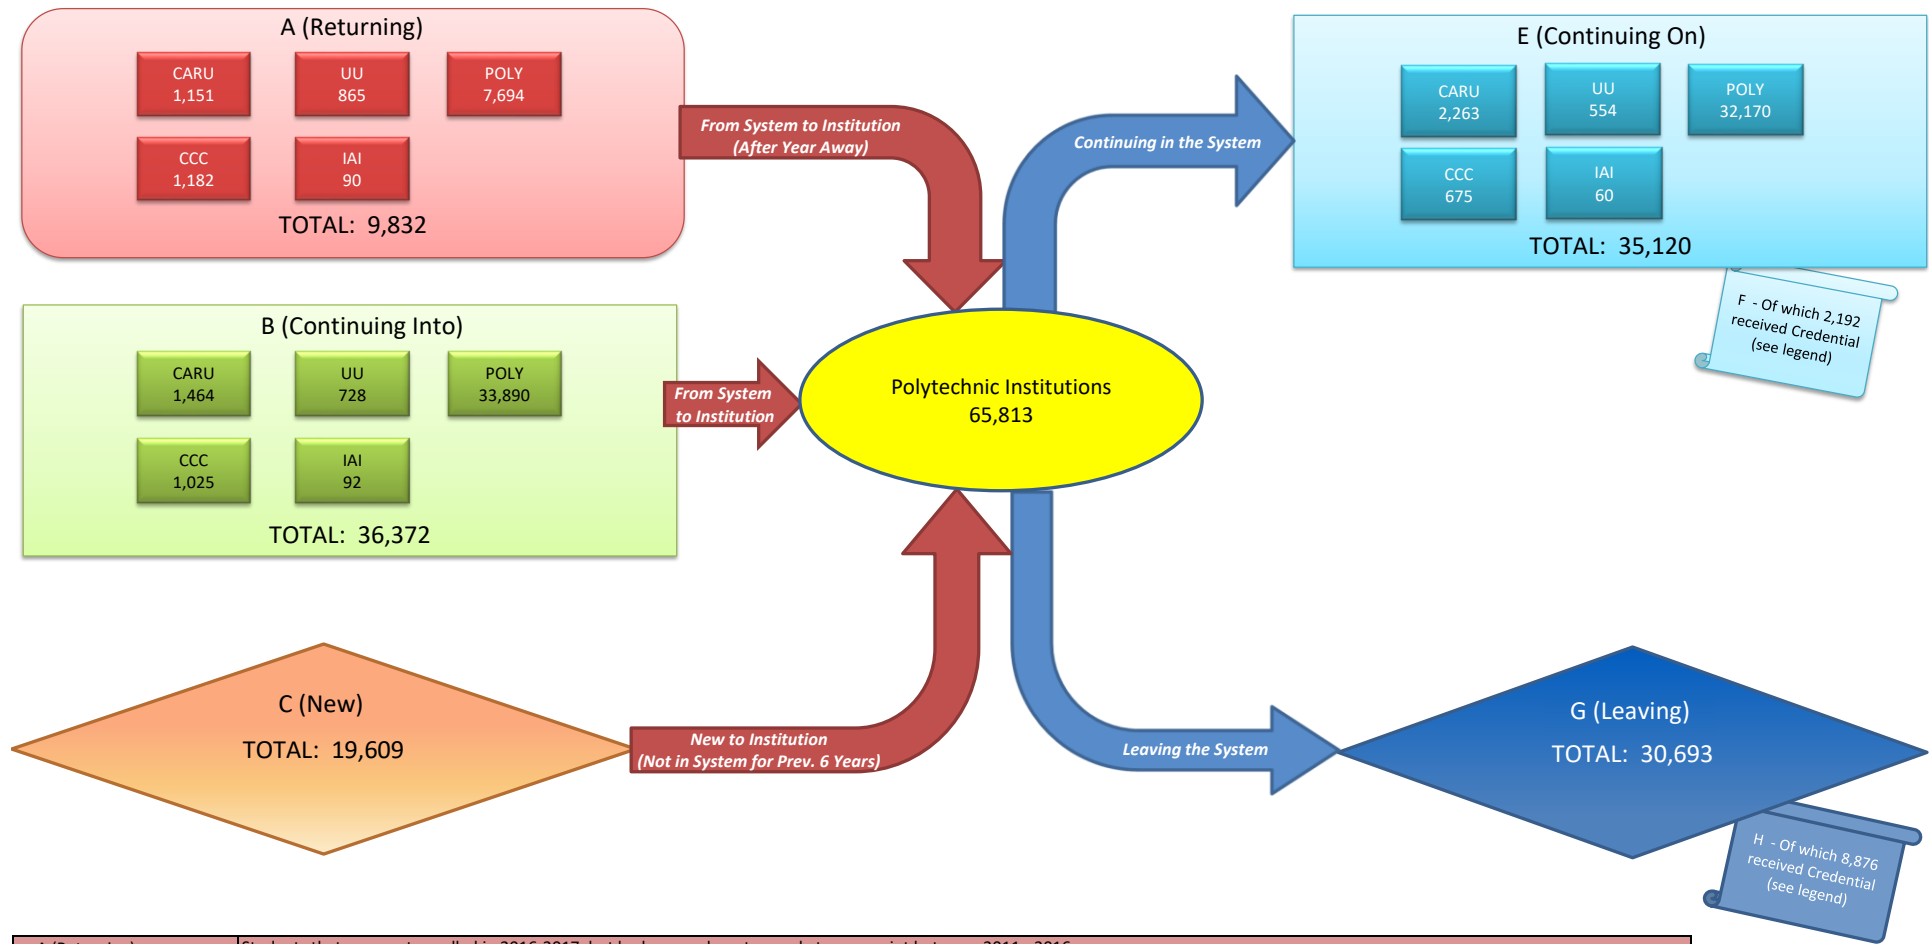 A (Returning)
CARU
1,151
UU
865
POLY
7,694
CCC
1,182
IAI
90
TOTAL: 9,832
From System to Institution
(After Year Away)
Continuing in the System
E (Continuing On)
CARU
2,263
UU
554
POLY
32,170
CCC
675
IAI
60
TOTAL: 35,120
F - Of which 2,192
received Credential
(see legend)
B (Continuing Into)
CARU
1,464
UU
728
POLY
33,890
CCC
1,025
IAI
92
TOTAL: 36,372
From System
to Institution
Polytechnic Institutions
65,813
C (New)
TOTAL: 19,609
New to Institution
(Not in System for Prev. 6 Years)
Leaving the System
G (Leaving)
TOTAL: 30,693
H - Of which 8,876
received Credential
(see legend)